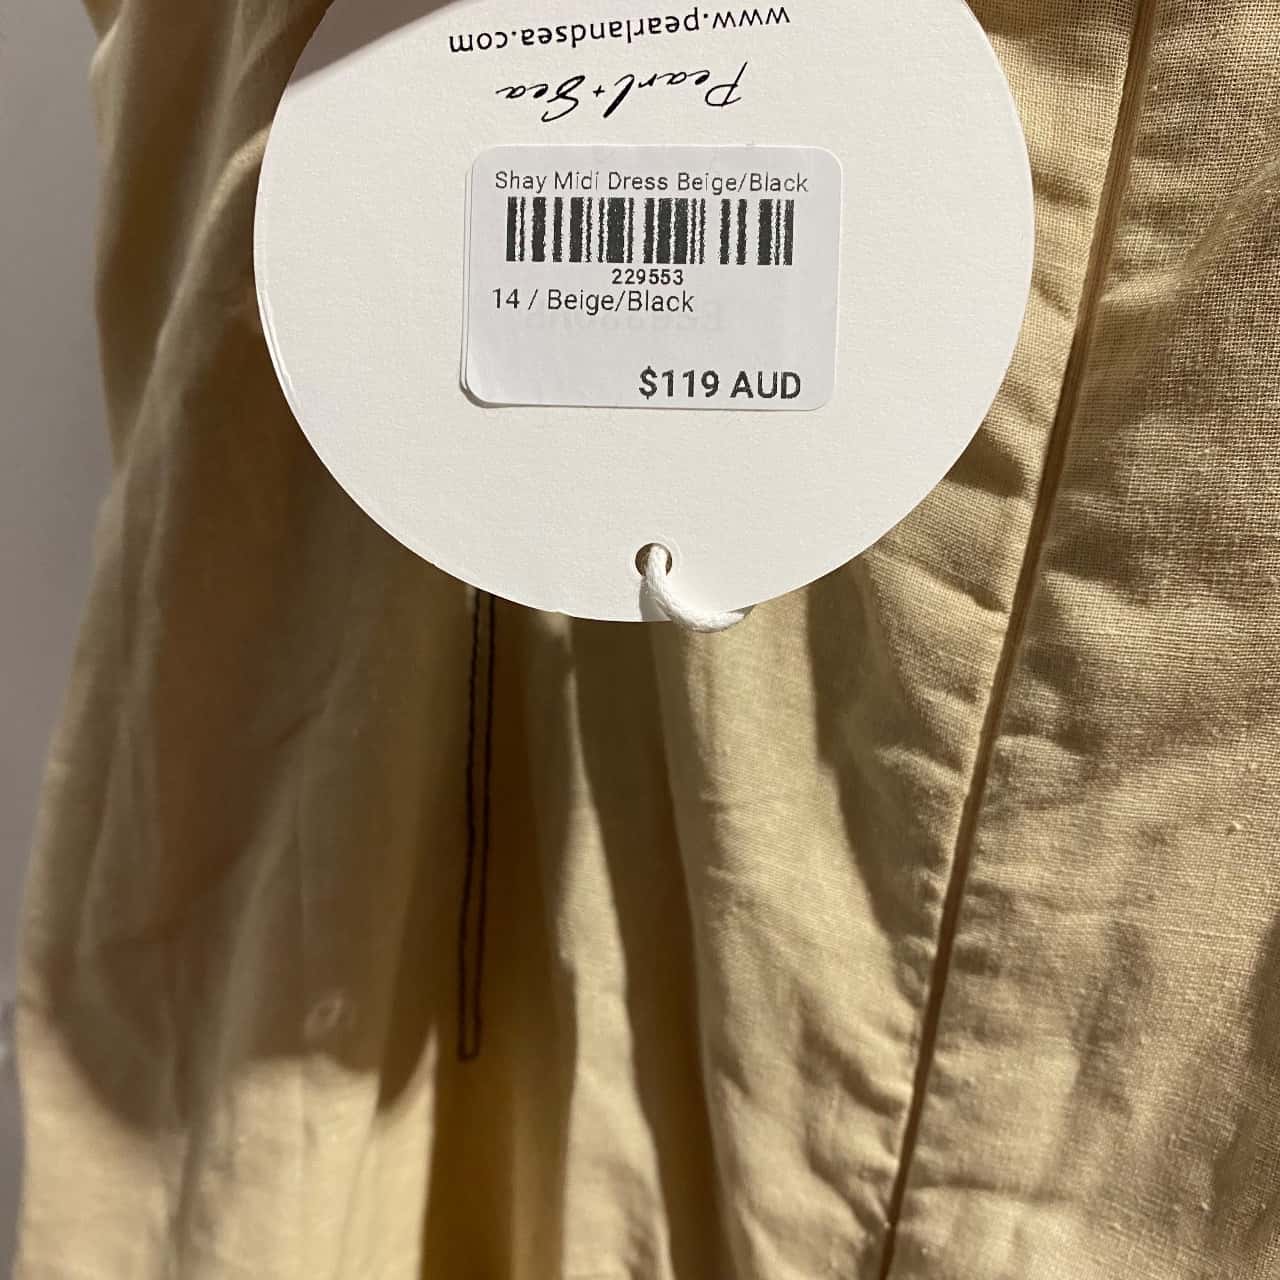 www.pearlandsea.com
Pearl + Sea
Shay Midi Dress Beige/Black
229553
14 / Beige/Black
$119 AUD